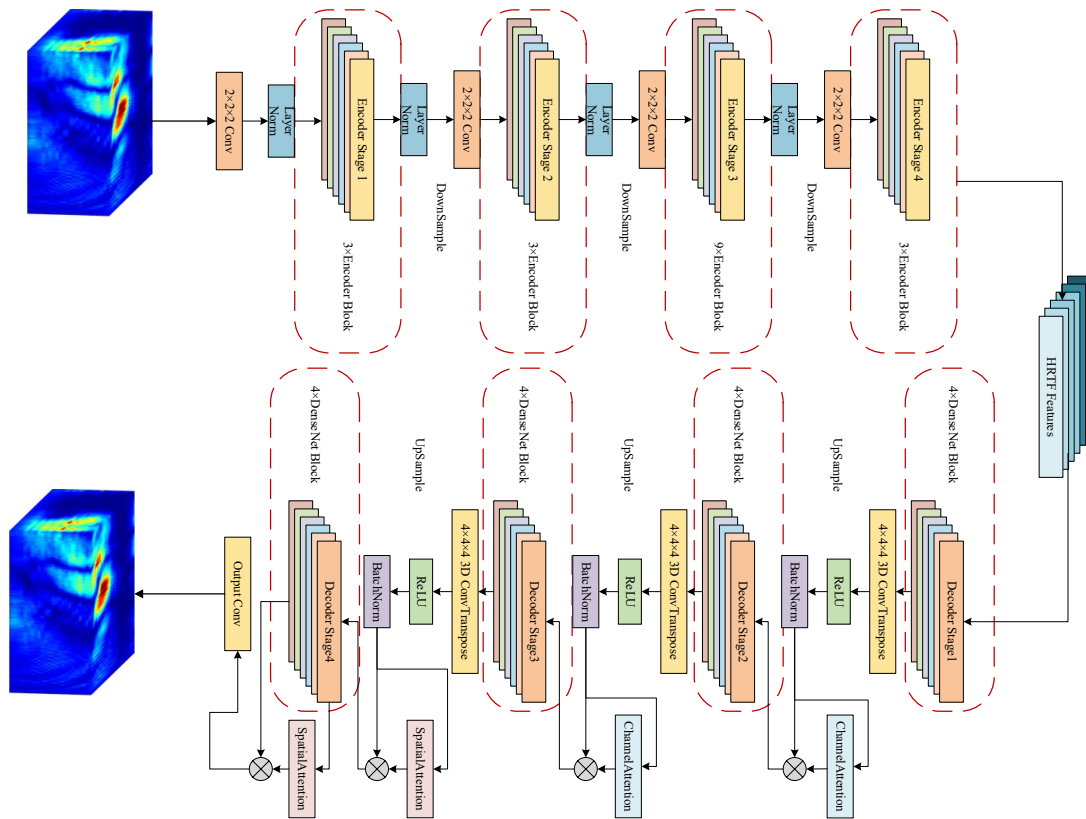 2×2×2 Conv
Layer
Norm
Encoder Stage 1
3×Encoder Block
Layer
Norm
DownSample
2×2×2 Conv
Encoder Stage 2
3×Encoder Block
Layer
Norm
DownSample
2×2×2 Conv
Encoder Stage 3
9×Encoder Block
Layer
Norm
DownSample
2×2×2 Conv
Encoder Stage 4
3×Encoder Block
HRTF Features
4×DenseNet Block
Decoder Stage1
UpSample
4×4×4 3D ConvTranspose
ReLU
BatchNorm
ChannelAttention
4×DenseNet Block
Decoder Stage2
UpSample
4×4×4 3D ConvTranspose
ReLU
BatchNorm
ChannelAttention
4×DenseNet Block
Decoder Stage3
UpSample
4×4×4 3D ConvTranspose
ReLU
BatchNorm
SpatialAttention
4×DenseNet Block
Decoder Stage4
SpatialAttention
Output Conv